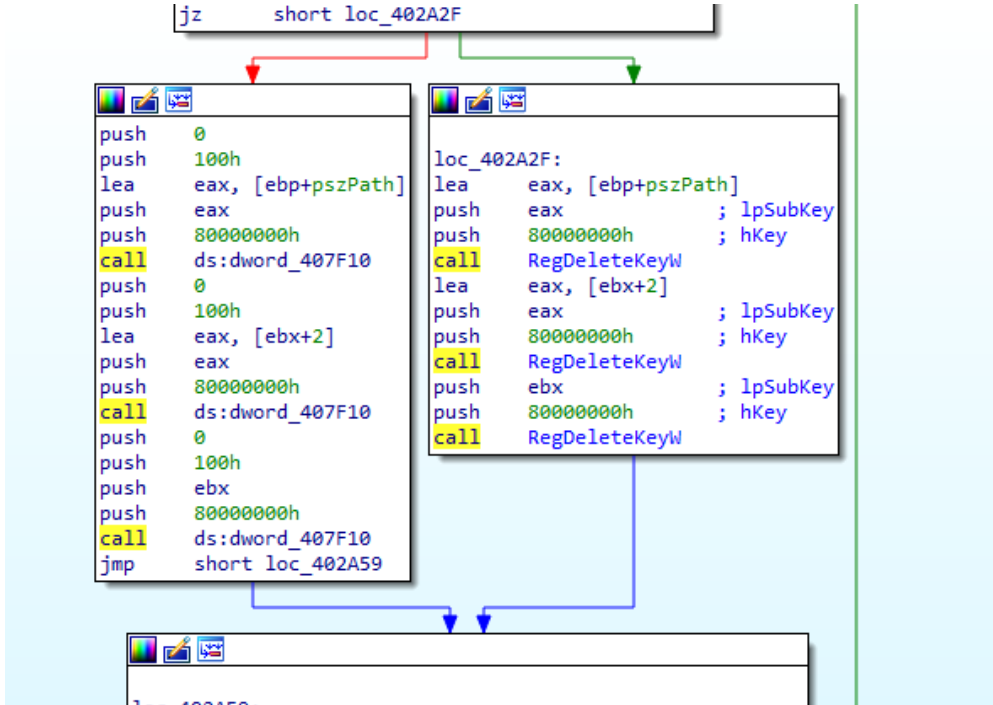 jz short loc_402A2F
push 0
push 100h
lea eax, [ebp+pszPath]
push eax
push 80000000h
call ds:dword_407F10
push 0
push 100h
lea eax, [ebx+2]
push eax
push 80000000h
call ds:dword_407F10
push 0
push 100h
push ebx
push 80000000h
call ds:dword_407F10
jmp short loc_402A59
loc_402A2F:
lea eax, [ebp+pszPath]
push eax ; lpSubKey
push 80000000h ; hKey
call RegDeleteKeyW
lea eax, [ebx+2]
push eax ; lpSubKey
push 80000000h ; hKey
call RegDeleteKeyW
push ebx ; lpSubKey
push 80000000h ; hKey
call RegDeleteKeyW